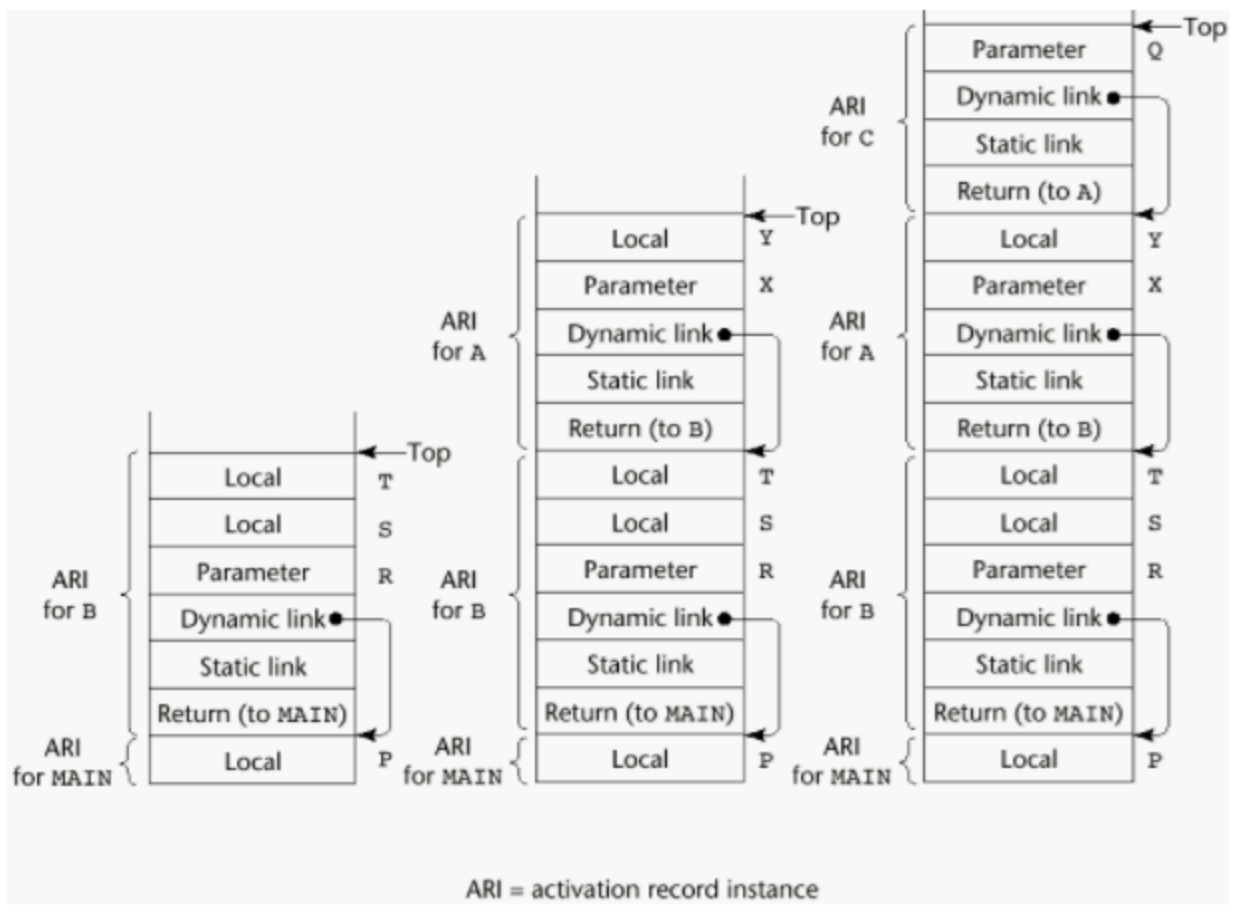 Top
Parameter Q
ARI
for C
Dynamic link
Static link
Return (to A)
Top
Local Y
Parameter X
ARI
for A
Dynamic link
Static link
Return (to B)
Top
Local T
Local S
Parameter R
ARI
for B
Dynamic link
Static link
Return (to MAIN)
ARI
for MAIN
Local P
Local Y
Parameter X
ARI
for A
Dynamic link
Static link
Return (to B)
Local T
Local S
Parameter R
ARI
for B
Dynamic link
Static link
Return (to MAIN)
ARI
for MAIN
Local P
Local T
Local S
Parameter R
ARI
for B
Dynamic link
Static link
Return (to MAIN)
ARI
for MAIN
Local P
ARI = activation record instance